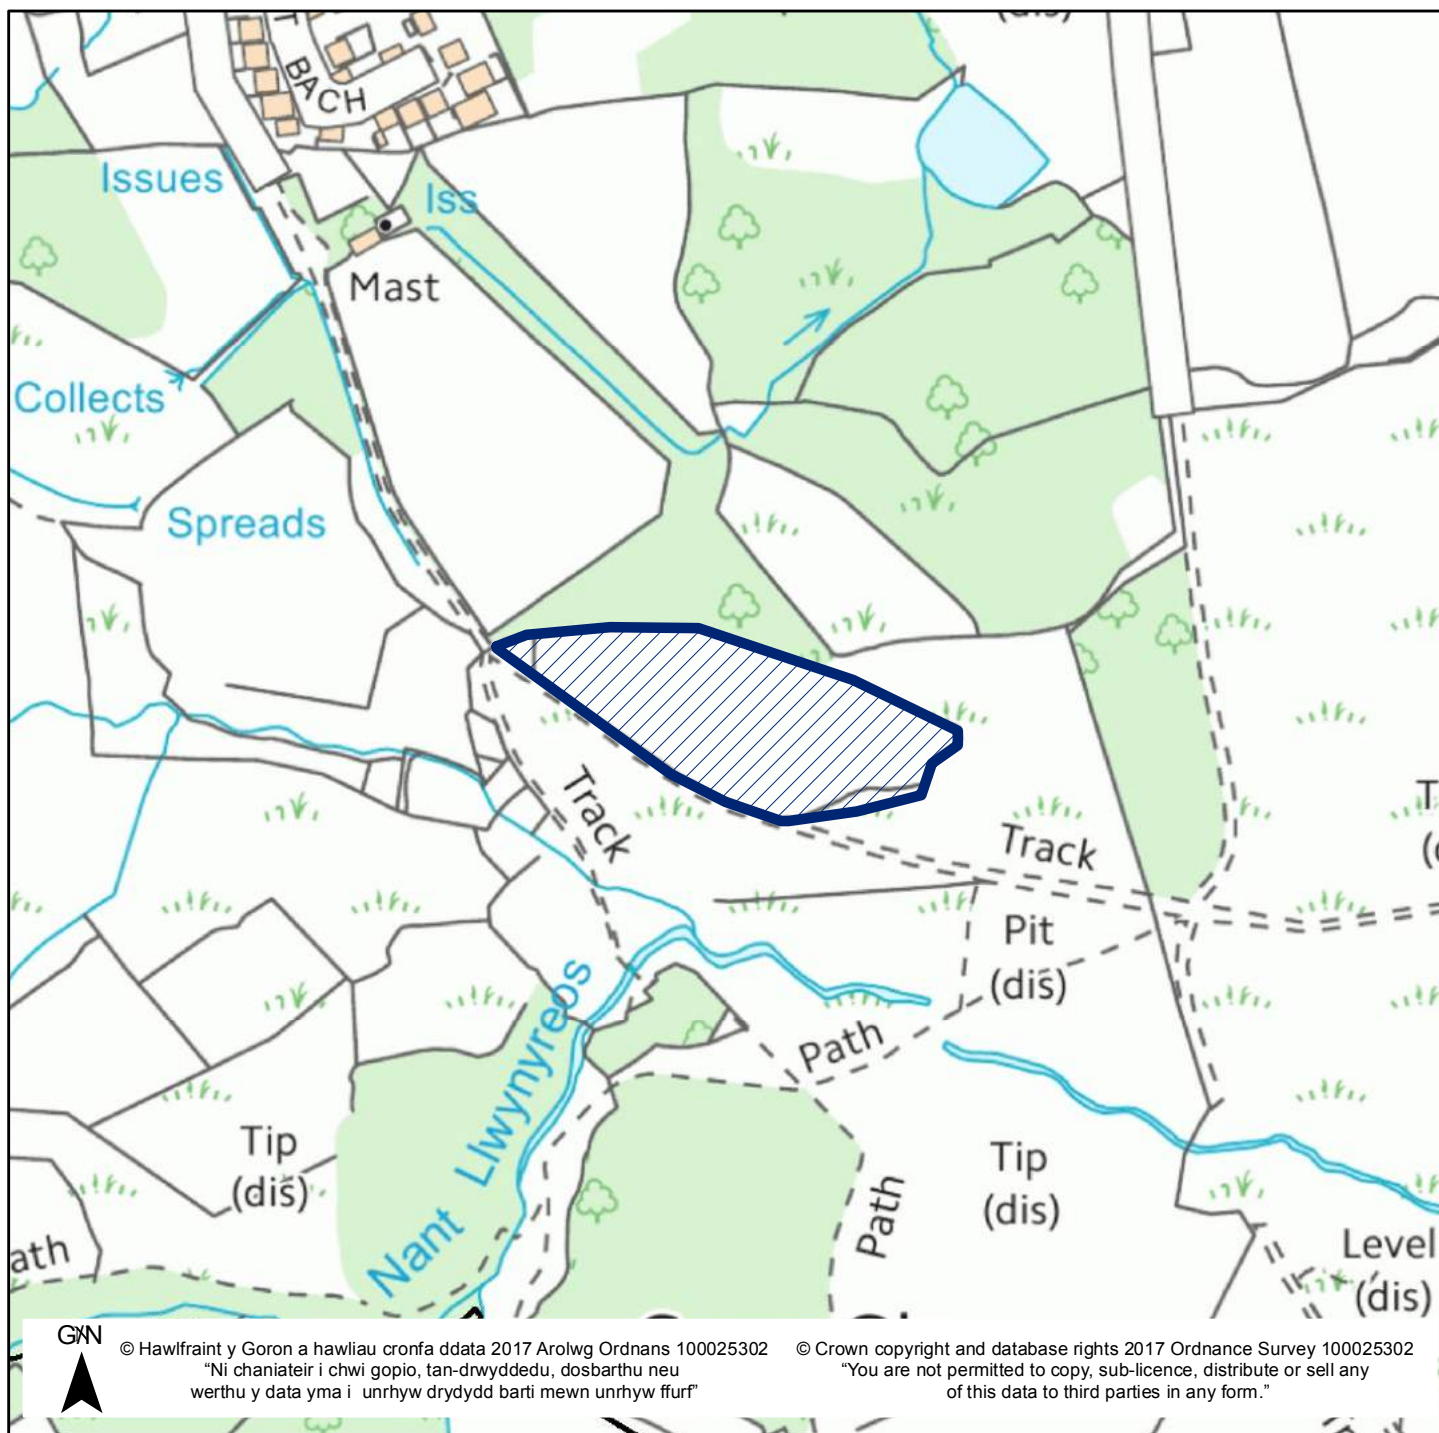 (dis)
BACH
Issues
Iss
Mast
Collects
Spreads
Track
Track
Pit
(dis)
Path
Nant Llwynyreos
Tip
(dis)
Tip
(dis)
Path
ath
Level
(dis)
G/N
© Hawlfraint y Goron a hawliau cronfa ddata 2017 Arolwg Ordnans 100025302
“Ni chaniateir i chwi gopio, tan-drwyddedu, dosbarthu neu
werthu y data yma i unrhyw drydydd barti mewn unrhyw ffurf”
© Crown copyright and database rights 2017 Ordnance Survey 100025302
“You are not permitted to copy, sub-licence, distribute or sell any
of this data to third parties in any form.”